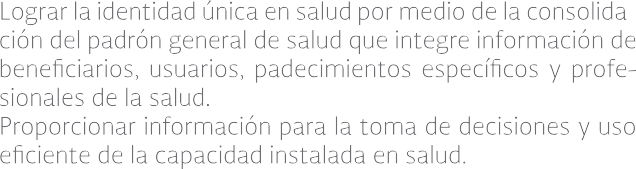 Lograr la identidad única en salud por medio de la consolida
ción del padrón general de salud que integre información de
beneficiarios, usuarios, padecimientos específicos y profe-
sionales de la salud.
Proporcionar información para la toma de decisiones y uso
eficiente de la capacidad instalada en salud.